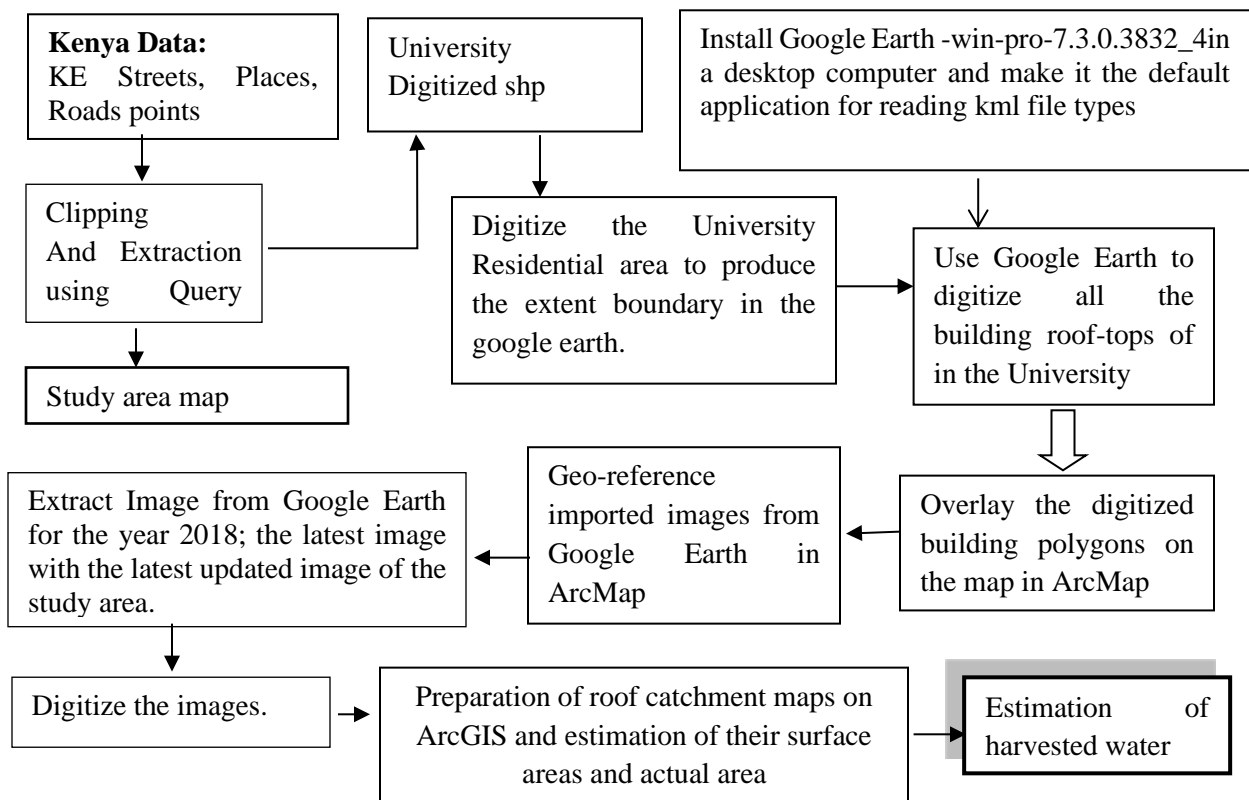 Kenya Data:
KE Streets, Places,
Roads points
University
Digitized shp
Install Google Earth -win-pro-7.3.0.3832_4in
a desktop computer and make it the default
application for reading kml file types
Clipping
And Extraction
using Query
Digitize the University
Residential area to produce
the extent boundary in the
google earth.
Use Google Earth to
digitize all the
building roof-tops of
in the University
Study area map
Extract Image from Google Earth
for the year 2018; the latest image
with the latest updated image of the
study area.
Geo-reference
imported images from
Google Earth in
ArcMap
Overlay the digitized
building polygons on
the map in ArcMap
Digitize the images.
Preparation of roof catchment maps on
ArcGIS and estimation of their surface
areas and actual area
Estimation of
harvested water